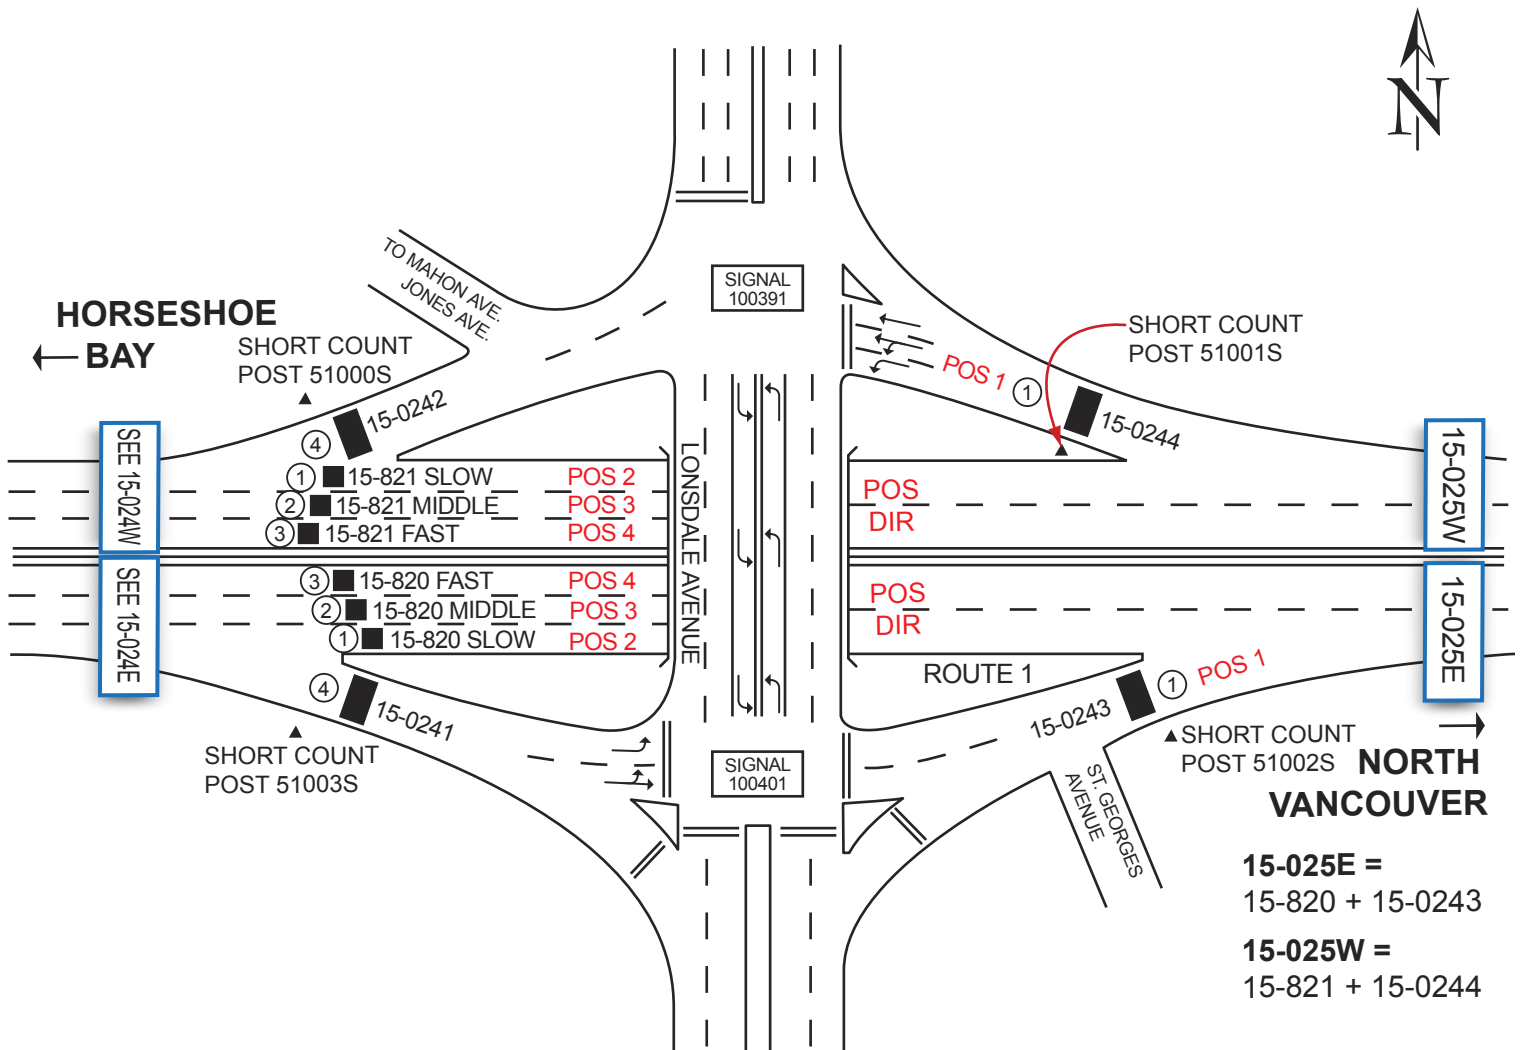 N
TO MAHON AVE.
JONES AVE.
SIGNAL
100391
HORSESHOE
BAY
SHORT COUNT
POST 51000S
SHORT COUNT
POST 51001S
POS 1
1
15-0242
15-0244
4
SEE 15-024W
1
15-821 SLOW
POS 2
2
15-821 MIDDLE
POS 3
3
15-821 FAST
POS 4
LONSDALE AVENUE
POS
DIR
15-025W
SEE 15-024E
3
15-820 FAST
POS 4
2
15-820 MIDDLE
POS 3
1
15-820 SLOW
POS 2
POS
DIR
15-025E
ROUTE 1
1
POS 1
4
15-0241
15-0243
SHORT COUNT
POST 51003S
SIGNAL
100401
SHORT COUNT
POST 51002S
NORTH
VANCOUVER
ST. GEORGES
AVENUE
15-025E =
15-820 + 15-0243
15-025W =
15-821 + 15-0244